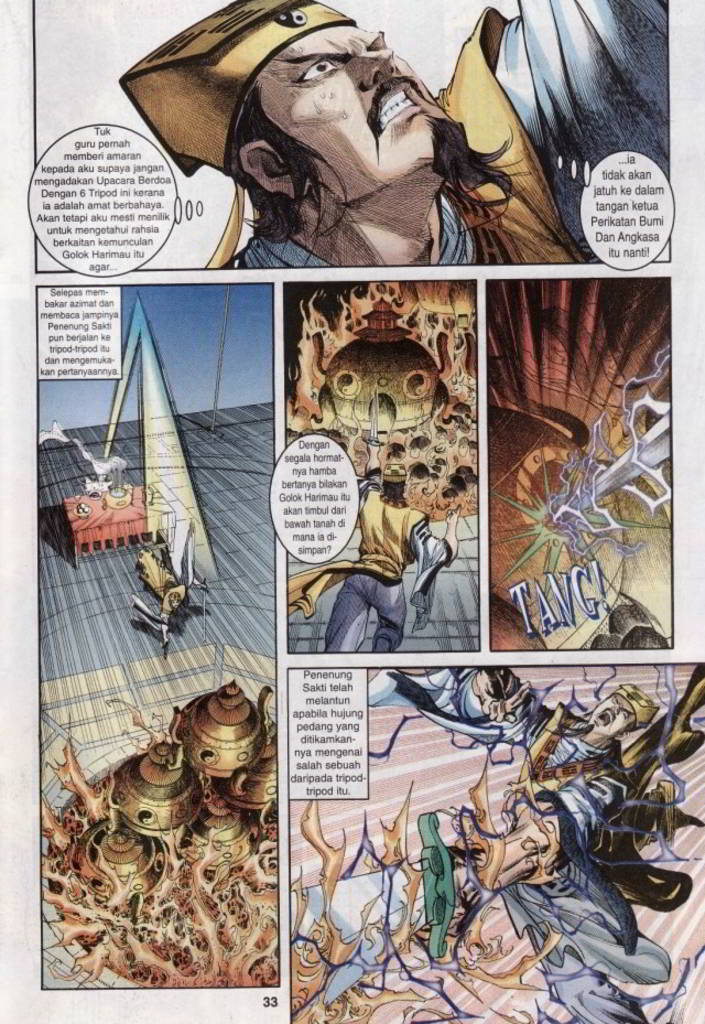 Tuk
guru pernah
memberi amaran
kepada aku supaya jangan
mengadakan Upacara Berdoa
Dengan 6 Tripod ini kerana
ia adalah amat berbahaya.
Akan tetapi aku mesti menilik
untuk mengetahui rahsia
berkaitan kemunculan
Golok Harimau itu
agar...
...ia
tidak akan
jatuh ke dalam
tangan ketua
Perikatan Bumi
Dan Angkasa
itu nanti!
Selepas mem-
bakar azimat dan
membaca jampinya
Penenung Sakti
pun berjalan ke
tripod-tripod itu
dan mengemuka-
kan pertanyaannya.
Dengan
segala hormat-
nya hamba
bertanya bilakan
Golok Harimau itu
akan timbul dari
bawah tanah di
mana ia di-
simpan?
TANG!
Penenung
Sakti telah
melantun
apabila hujung
pedang yang
ditikamkan-
nya mengenai
salah sebuah
daripada tripod-
tripod itu.
33